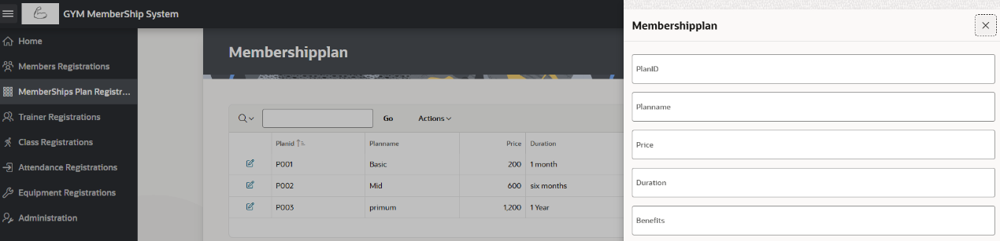 GYM MemberShip System
Home
Members Registrations
MemberShips Plan Registr...
Trainer Registrations
Class Registrations
Attendance Registrations
Equipment Registrations
Administration
Membershipplan
Go Actions
Planid Planname Price Duration
P001 Basic 200 1 month
P002 Mid 600 six months
P003 primum 1,200 1 Year
Membershipplan
PlanID
Planname
Price
Duration
Benefits